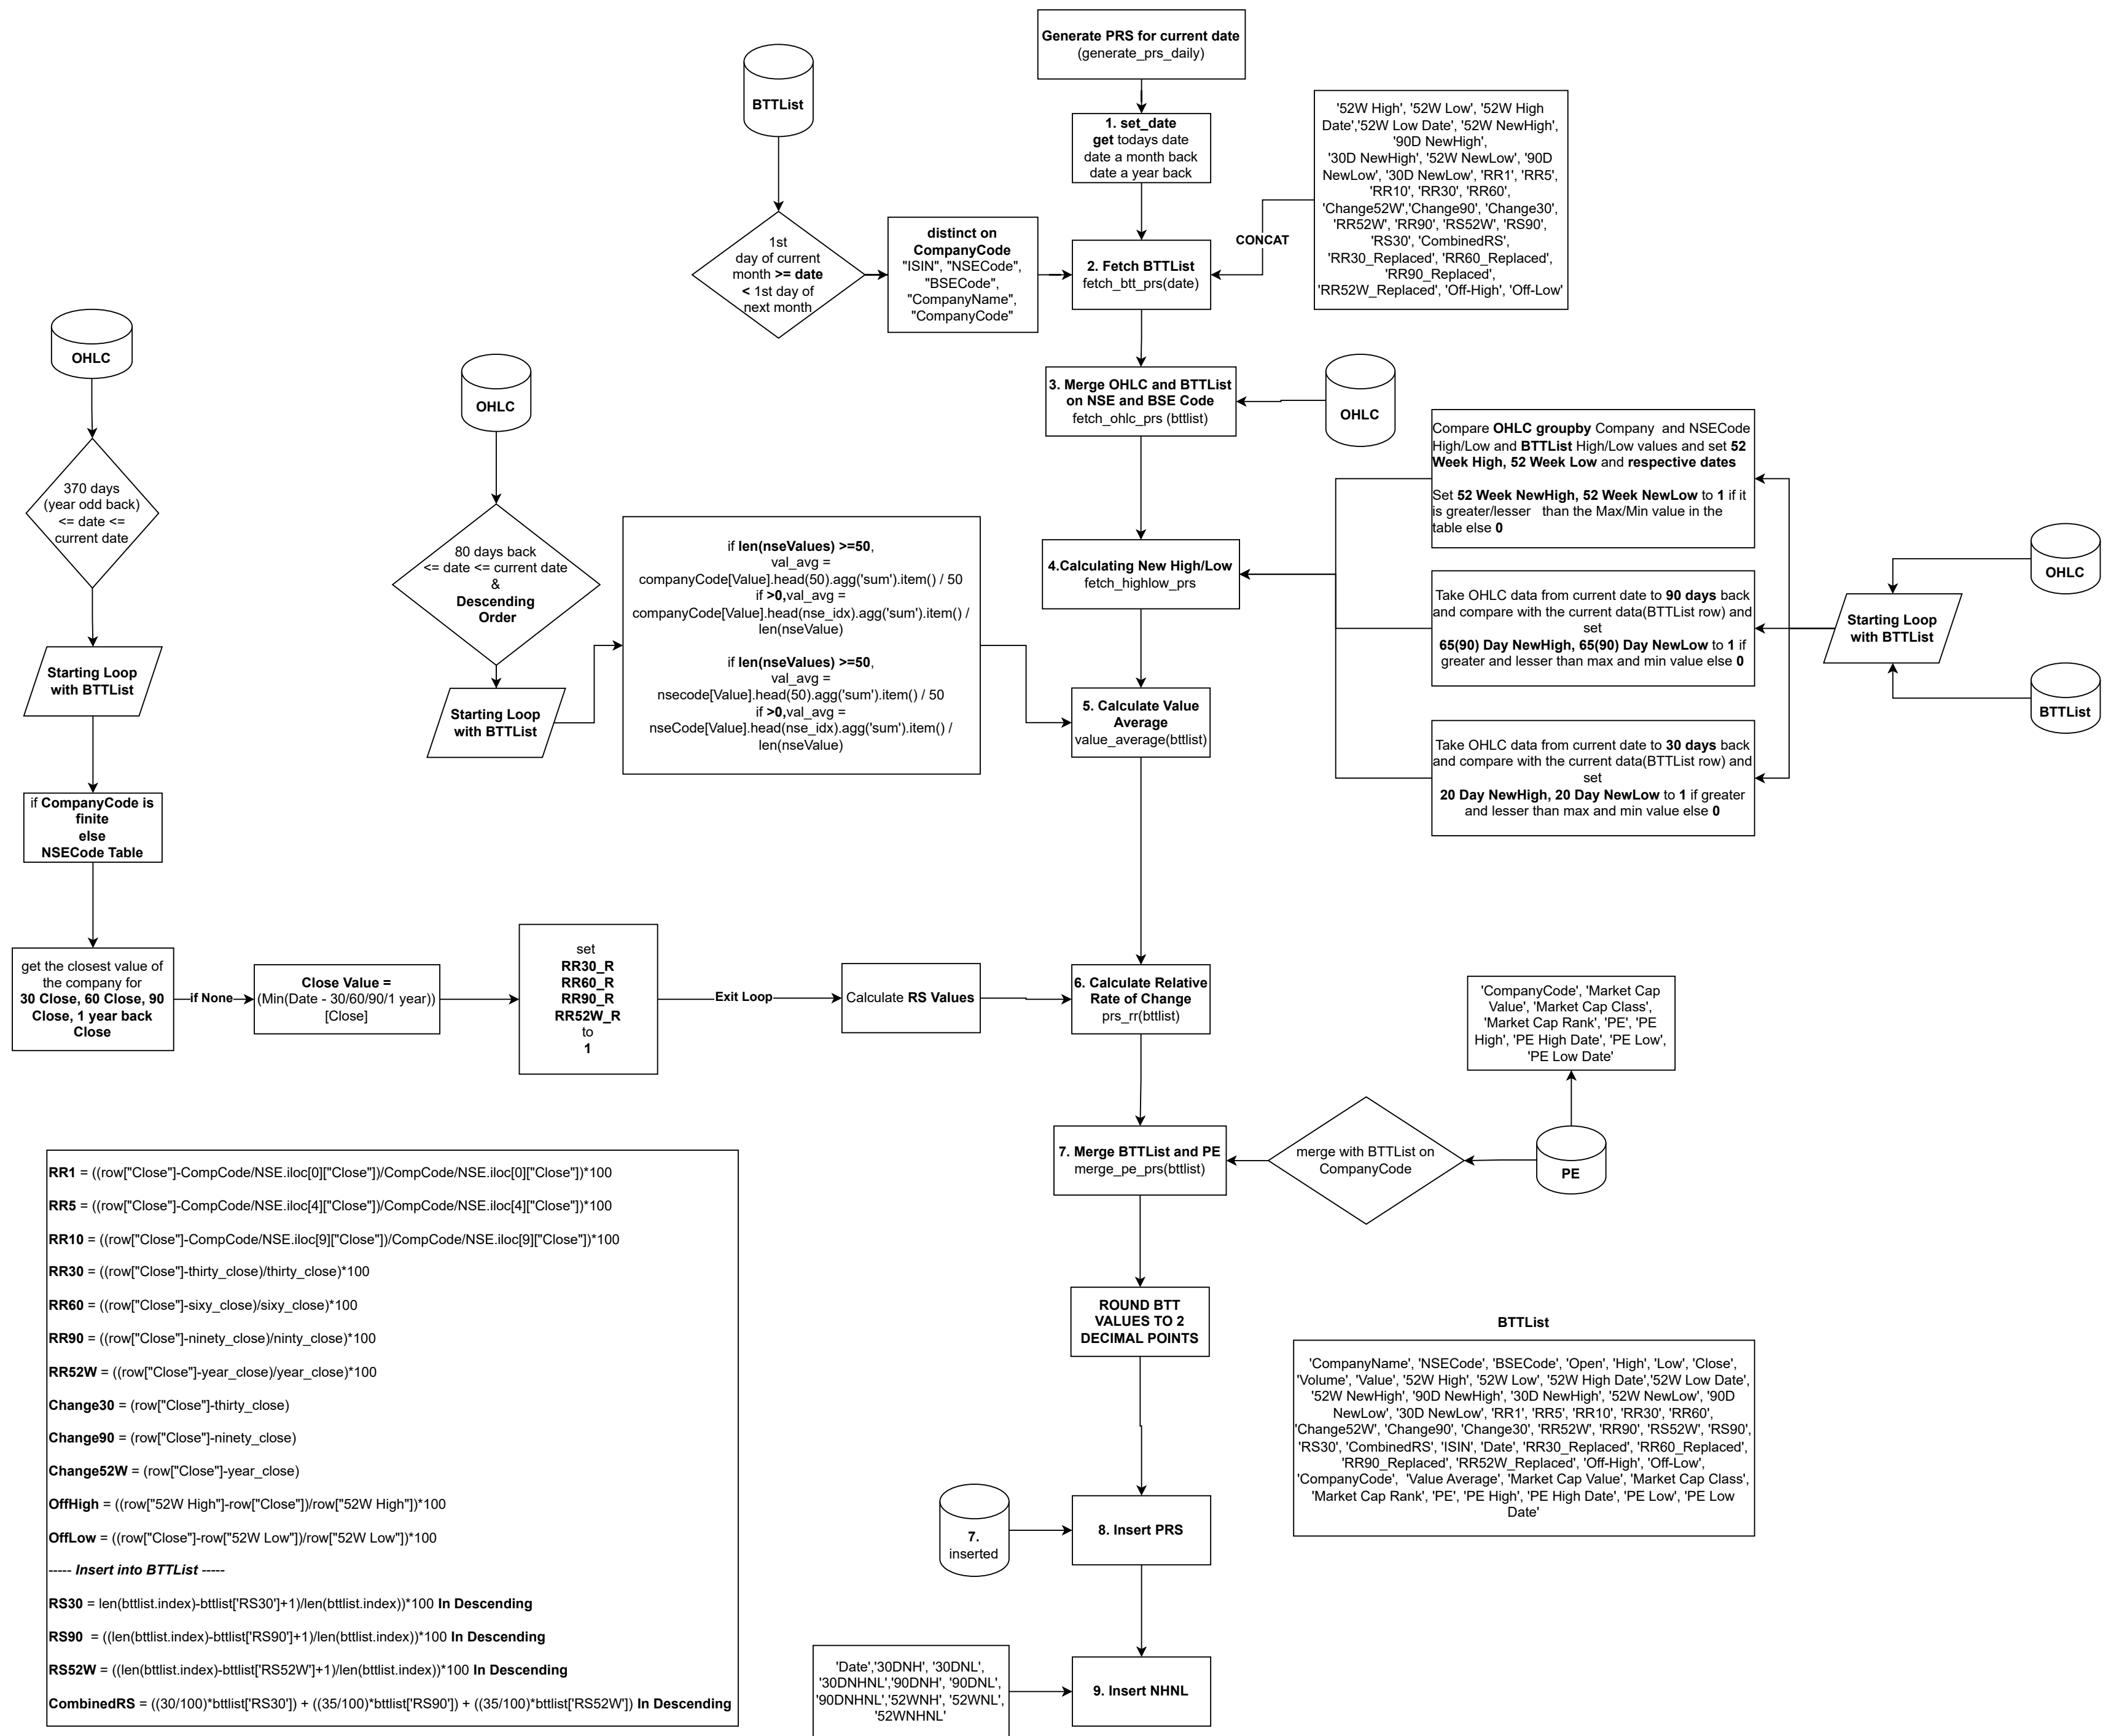 Generate PRS for current date
(generate_prs_daily)
BTTList
1. set_date
get todays date
date a month back
date a year back
'52W High', '52W Low', '52W High
Date','52W Low Date', '52W NewHigh',
'90D NewHigh',
'30D NewHigh', '52W NewLow', '90D
NewLow', '30D NewLow', 'RR1', 'RR5',
'RR10', 'RR30', 'RR60',
'Change52W','Change90', 'Change30',
'RR52W', 'RR90', 'RS52W', 'RS90',
'RS30', 'CombinedRS',
'RR30_Replaced', 'RR60_Replaced',
'RR90_Replaced',
'RR52W_Replaced', 'Off-High', 'Off-Low'
CONCAT
1st
day of current
month >= date
< 1st day of
next month
distinct on
CompanyCode
"ISIN", "NSECode",
"BSECode",
"CompanyName",
"CompanyCode"
2. Fetch BTTList
fetch_btt_prs(date)
OHLC
OHLC
3. Merge OHLC and BTTList
on NSE and BSE Code
fetch_ohlc_prs (bttlist)
OHLC
370 days
(year odd back)
<= date <=
current date
80 days back
<= date <= current date
&
Descending
Order
if len(nseValues) >=50,
val_avg =
companyCode[Value].head(50).agg('sum').item() / 50
if >0,val_avg =
companyCode[Value].head(nse_idx).agg('sum').item() /
len(nseValue)
if len(nseValues) >=50,
val_avg =
nsecode[Value].head(50).agg('sum').item() / 50
if >0,val_avg =
nseCode[Value].head(nse_idx).agg('sum').item() /
len(nseValue)
4.Calculating New High/Low
fetch_highlow_prs
Compare OHLC groupby Company  and NSECode
High/Low and BTTList High/Low values and set 52
Week High, 52 Week Low and respective dates
Set 52 Week NewHigh, 52 Week NewLow to 1 if it
is greater/lesser   than the Max/Min value in the
table else 0
Take OHLC data from current date to 90 days back
and compare with the current data(BTTList row) and
set
65(90) Day NewHigh, 65(90) Day NewLow to 1 if
greater and lesser than max and min value else 0
Take OHLC data from current date to 30 days back
and compare with the current data(BTTList row) and
set
20 Day NewHigh, 20 Day NewLow to 1 if greater
and lesser than max and min value else 0
OHLC
Starting Loop
with BTTList
BTTList
Starting Loop
with BTTList
Starting Loop
with BTTList
5. Calculate Value
Average
value_average(bttlist)
if CompanyCode is
finite
else
NSECode Table
get the closest value of
the company for
30 Close, 60 Close, 90
Close, 1 year back
Close
if None
Close Value =
(Min(Date - 30/60/90/1 year))
[Close]
set
RR30_R
RR60_R
RR90_R
RR52W_R
to
1
Exit Loop
Calculate RS Values
6. Calculate Relative
Rate of Change
prs_rr(bttlist)
'CompanyCode', 'Market Cap
Value', 'Market Cap Class',
'Market Cap Rank', 'PE', 'PE
High', 'PE High Date', 'PE Low',
'PE Low Date'
7. Merge BTTList and PE
merge_pe_prs(bttlist)
merge with BTTList on
CompanyCode
PE
RR1 = ((row["Close"]-CompCode/NSE.iloc[0]["Close"])/CompCode/NSE.iloc[0]["Close"])*100
RR5 = ((row["Close"]-CompCode/NSE.iloc[4]["Close"])/CompCode/NSE.iloc[4]["Close"])*100
RR10 = ((row["Close"]-CompCode/NSE.iloc[9]["Close"])/CompCode/NSE.iloc[9]["Close"])*100
RR30 = ((row["Close"]-thirty_close)/thirty_close)*100
RR60 = ((row["Close"]-sixy_close)/sixy_close)*100
RR90 = ((row["Close"]-ninety_close)/ninty_close)*100
RR52W = ((row["Close"]-year_close)/year_close)*100
Change30 = (row["Close"]-thirty_close)
Change90 = (row["Close"]-ninety_close)
Change52W = (row["Close"]-year_close)
OffHigh = ((row["52W High"]-row["Close"])/row["52W High"])*100
OffLow = ((row["Close"]-row["52W Low"])/row["52W Low"])*100
----- Insert into BTTList -----
RS30 = len(bttlist.index)-bttlist['RS30']+1)/len(bttlist.index))*100 In Descending
RS90  = ((len(bttlist.index)-bttlist['RS90']+1)/len(bttlist.index))*100 In Descending
RS52W = ((len(bttlist.index)-bttlist['RS52W']+1)/len(bttlist.index))*100 In Descending
CombinedRS = ((30/100)*bttlist['RS30']) + ((35/100)*bttlist['RS90']) + ((35/100)*bttlist['RS52W']) In Descending
ROUND BTT
VALUES TO 2
DECIMAL POINTS
BTTList
'CompanyName', 'NSECode', 'BSECode', 'Open', 'High', 'Low', 'Close',
'Volume', 'Value', '52W High', '52W Low', '52W High Date','52W Low Date',
'52W NewHigh', '90D NewHigh', '30D NewHigh', '52W NewLow', '90D
NewLow', '30D NewLow', 'RR1', 'RR5', 'RR10', 'RR30', 'RR60',
'Change52W', 'Change90', 'Change30', 'RR52W', 'RR90', 'RS52W', 'RS90',
'RS30', 'CombinedRS', 'ISIN', 'Date', 'RR30_Replaced', 'RR60_Replaced',
'RR90_Replaced', 'RR52W_Replaced', 'Off-High', 'Off-Low',
'CompanyCode',  'Value Average', 'Market Cap Value', 'Market Cap Class',
'Market Cap Rank', 'PE', 'PE High', 'PE High Date', 'PE Low', 'PE Low
Date'
7.
inserted
8. Insert PRS
'Date','30DNH', '30DNL',
'30DNHNL','90DNH', '90DNL',
'90DNHNL','52WNH', '52WNL',
'52WNHNL'
9. Insert NHNL